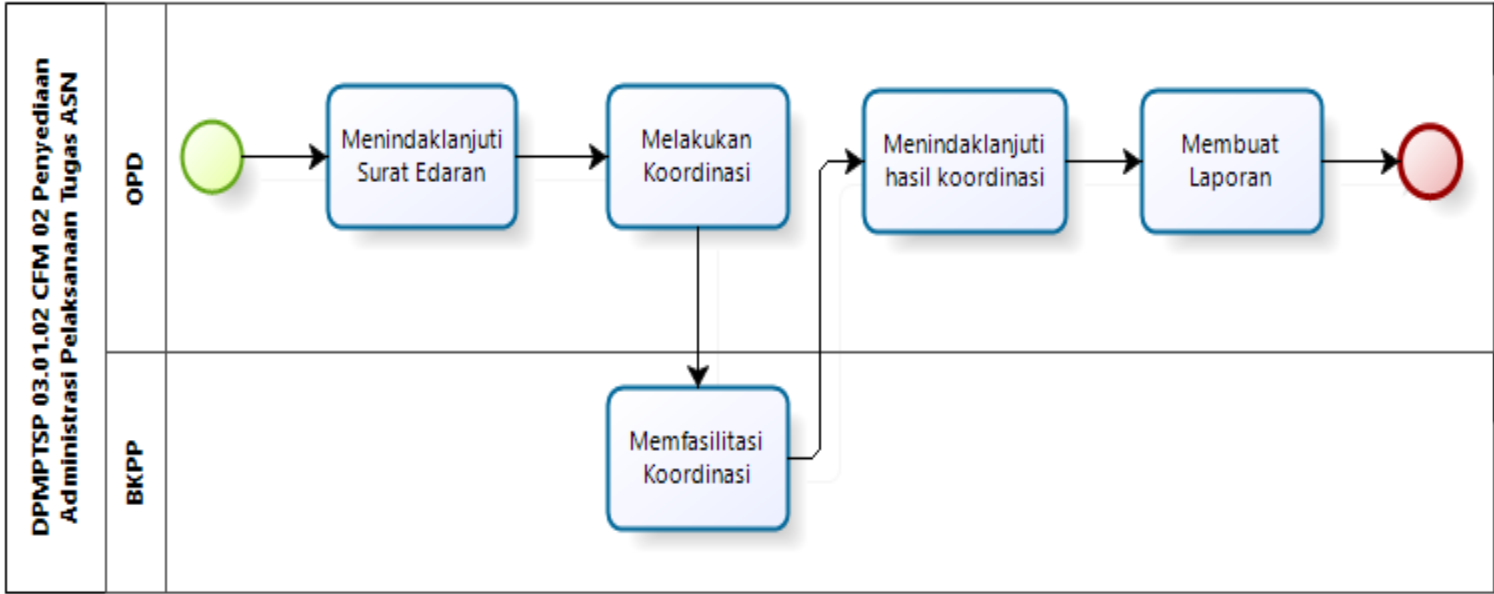 DPMPTSP 03.01.02 CFM 02 Penyediaan
Administrasi Pelaksanaan Tugas ASN
OPD
Menindaklanjuti
Surat Edaran
Melakukan
Koordinasi
Menindaklanjuti
hasil koordinasi
Membuat
Laporan
BKPP
Memfasilitasi
Koordinasi